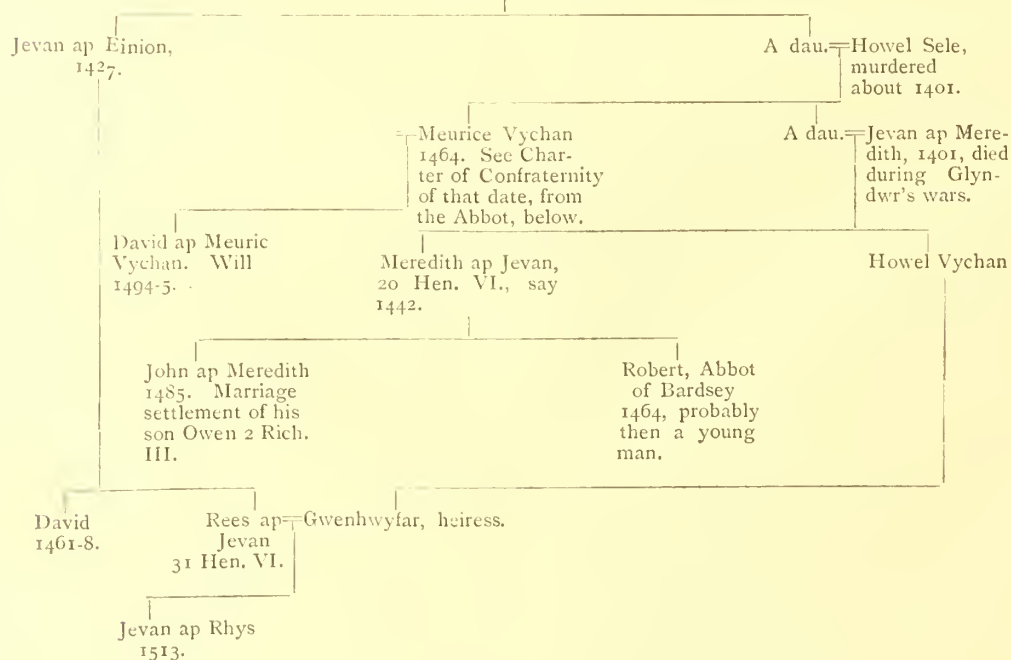 Jevan ap Einion,
1427.
A dau.
Howel Sele,
murdered
about 1401.
Meurice Vychan
1464. See Char-
ter of Confraternity
of that date, from
the Abbot, below.
A dau.
Jevan ap Mere-
dith, 1401, died
during Glyn-
dwr's wars.
David ap Meuric
Vychan. Will
1494-5.
Meredith ap Jevan,
20 Hen. VI., say
1442.
Howel Vychan
John ap Meredith
1485. Marriage
settlement of his
son Owen 2 Rich.
III.
Robert, Abbot
of Bardsey
1464, probably
then a young
man.
David
1461-8.
Rees ap
Jevan
31 Hen. VI.
Gwenhwyfar, heiress.
Jevan ap Rhys
1513.